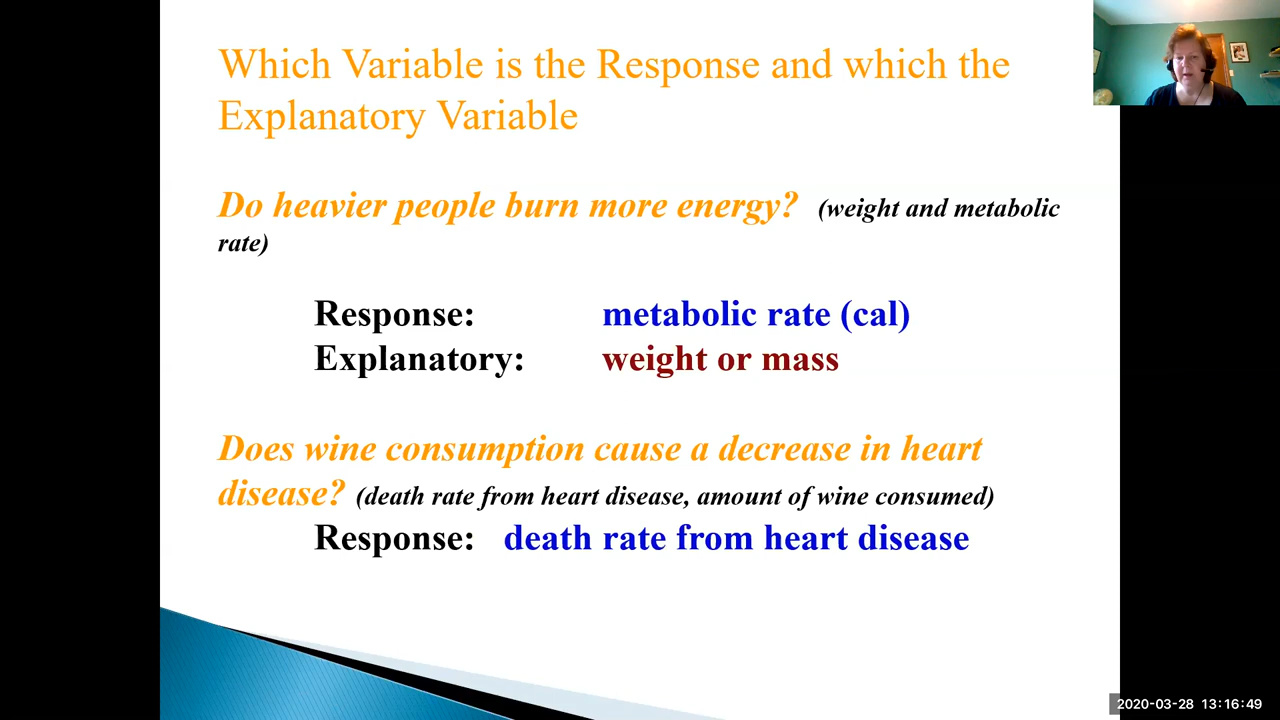 Which Variable is the Response and which the
Explanatory Variable
Do heavier people burn more energy? (weight and metabolic
rate)
Response: metabolic rate (cal)
Explanatory: weight or mass
Does wine consumption cause a decrease in heart
disease? (death rate from heart disease, amount of wine consumed)
Response: death rate from heart disease
2020-03-28 13:16:49